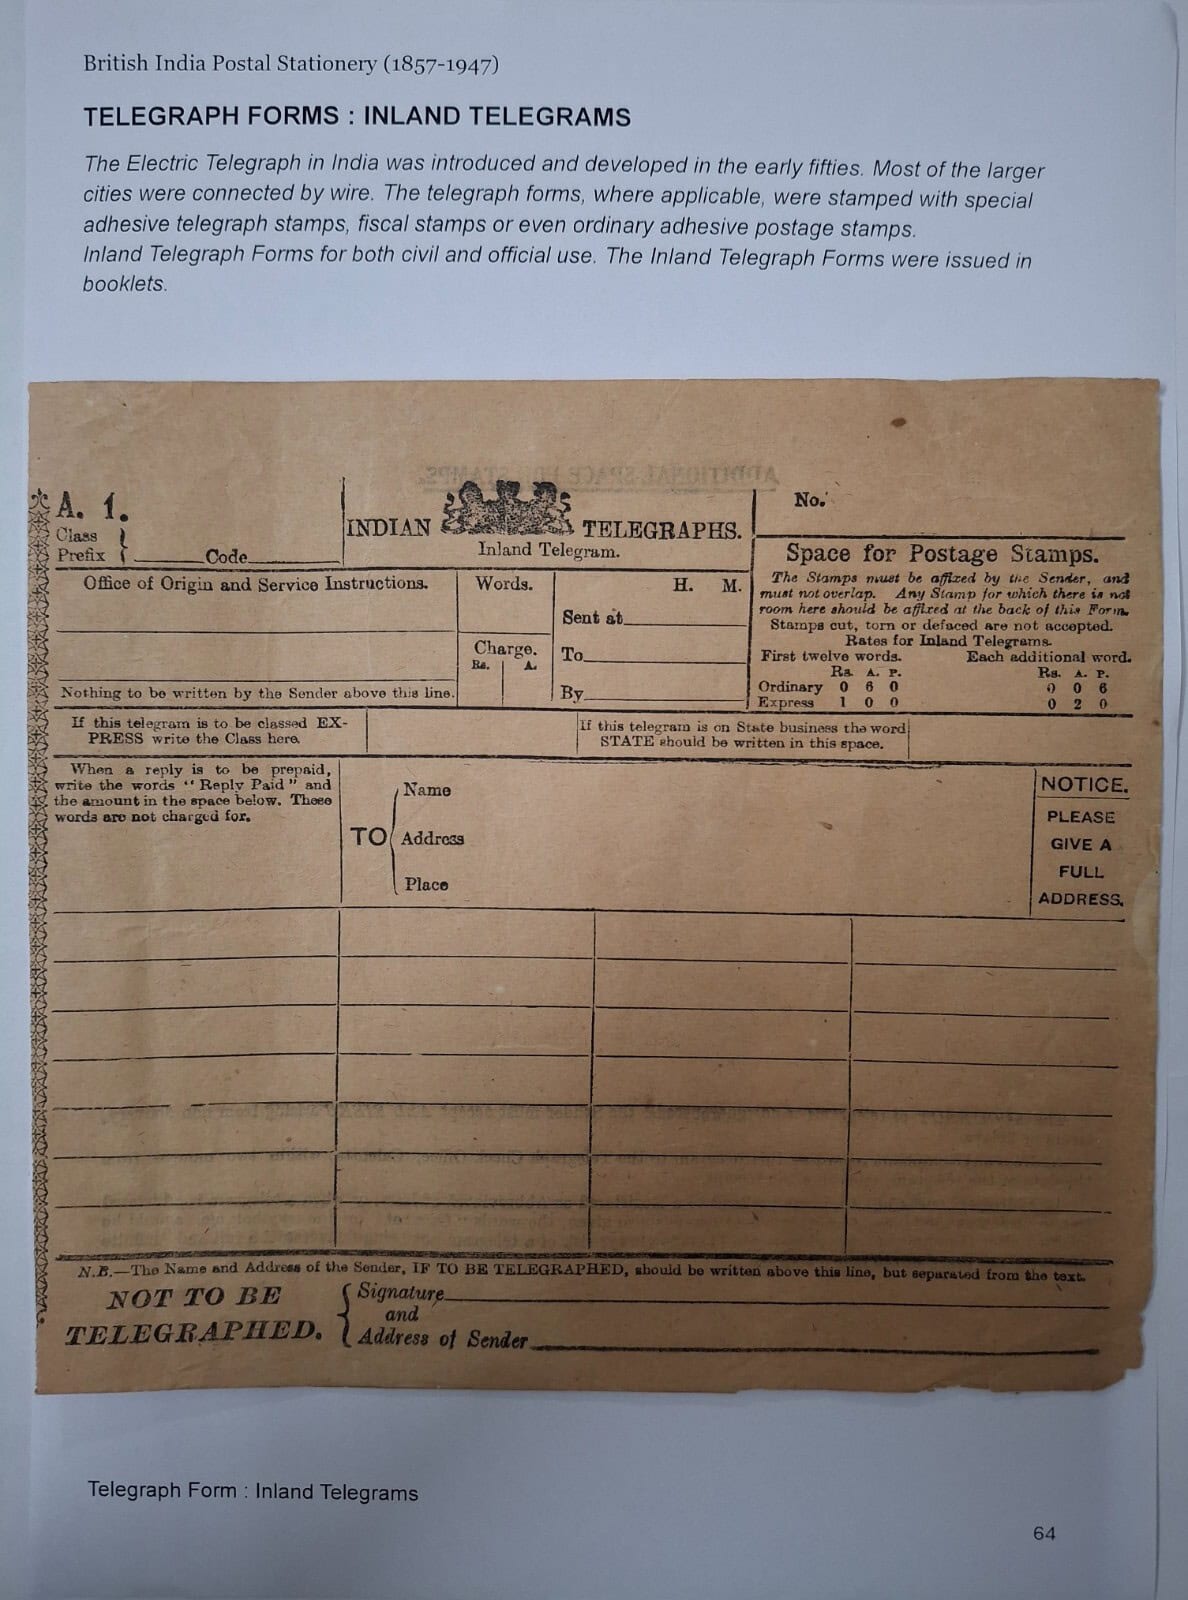 British India Postal Stationery (1857-1947)
TELEGRAPH FORMS : INLAND TELEGRAMS
The Electric Telegraph in India was introduced and developed in the early fifties. Most of the larger
cities were connected by wire. The telegraph forms, where applicable, were stamped with special
adhesive telegraph stamps, fiscal stamps or even ordinary adhesive postage stamps.
Inland Telegraph Forms for both civil and official use. The Inland Telegraph Forms were issued in
booklets.
ADDITIONAL SPACE FOR STAMPS.
A. 1.
Class
Prefix
Code
INDIAN TELEGRAPHS.
Inland Telegram.
No.
Office of Origin and Service Instructions.
Nothing to be written by the Sender above this line.
Words.
Charge.
Rs. A.
H. M.
Sent at
To
By
Space for Postage Stamps.
The Stamps must be affixed by the Sender, and
must not overlap. Any Stamp for which there is not
room here should be affixed at the back of this Form.
Stamps cut, torn or defaced are not accepted.
Rates for Inland Telegrams.
First twelve words. Each additional word.
Rs. A. P. Rs. A. P.
Ordinary 0 6 0 0 0 6
Express 1 0 0 0 2 0
If this telegram is to be classed EX-
PRESS write the Class here.
If this telegram is on State business the word
STATE should be written in this space.
When a reply is to be prepaid,
write the words "Reply Paid" and
the amount in the space below. These
words are not charged for.
TO
Name
Address
Place
NOTICE.
PLEASE
GIVE A
FULL
ADDRESS.
N.B.—The Name and Address of the Sender, IF TO BE TELEGRAPHED, should be written above this line, but separated from the text.
NOT TO BE
TELEGRAPHED.
Signature
and
Address of Sender
Telegraph Form : Inland Telegrams
64